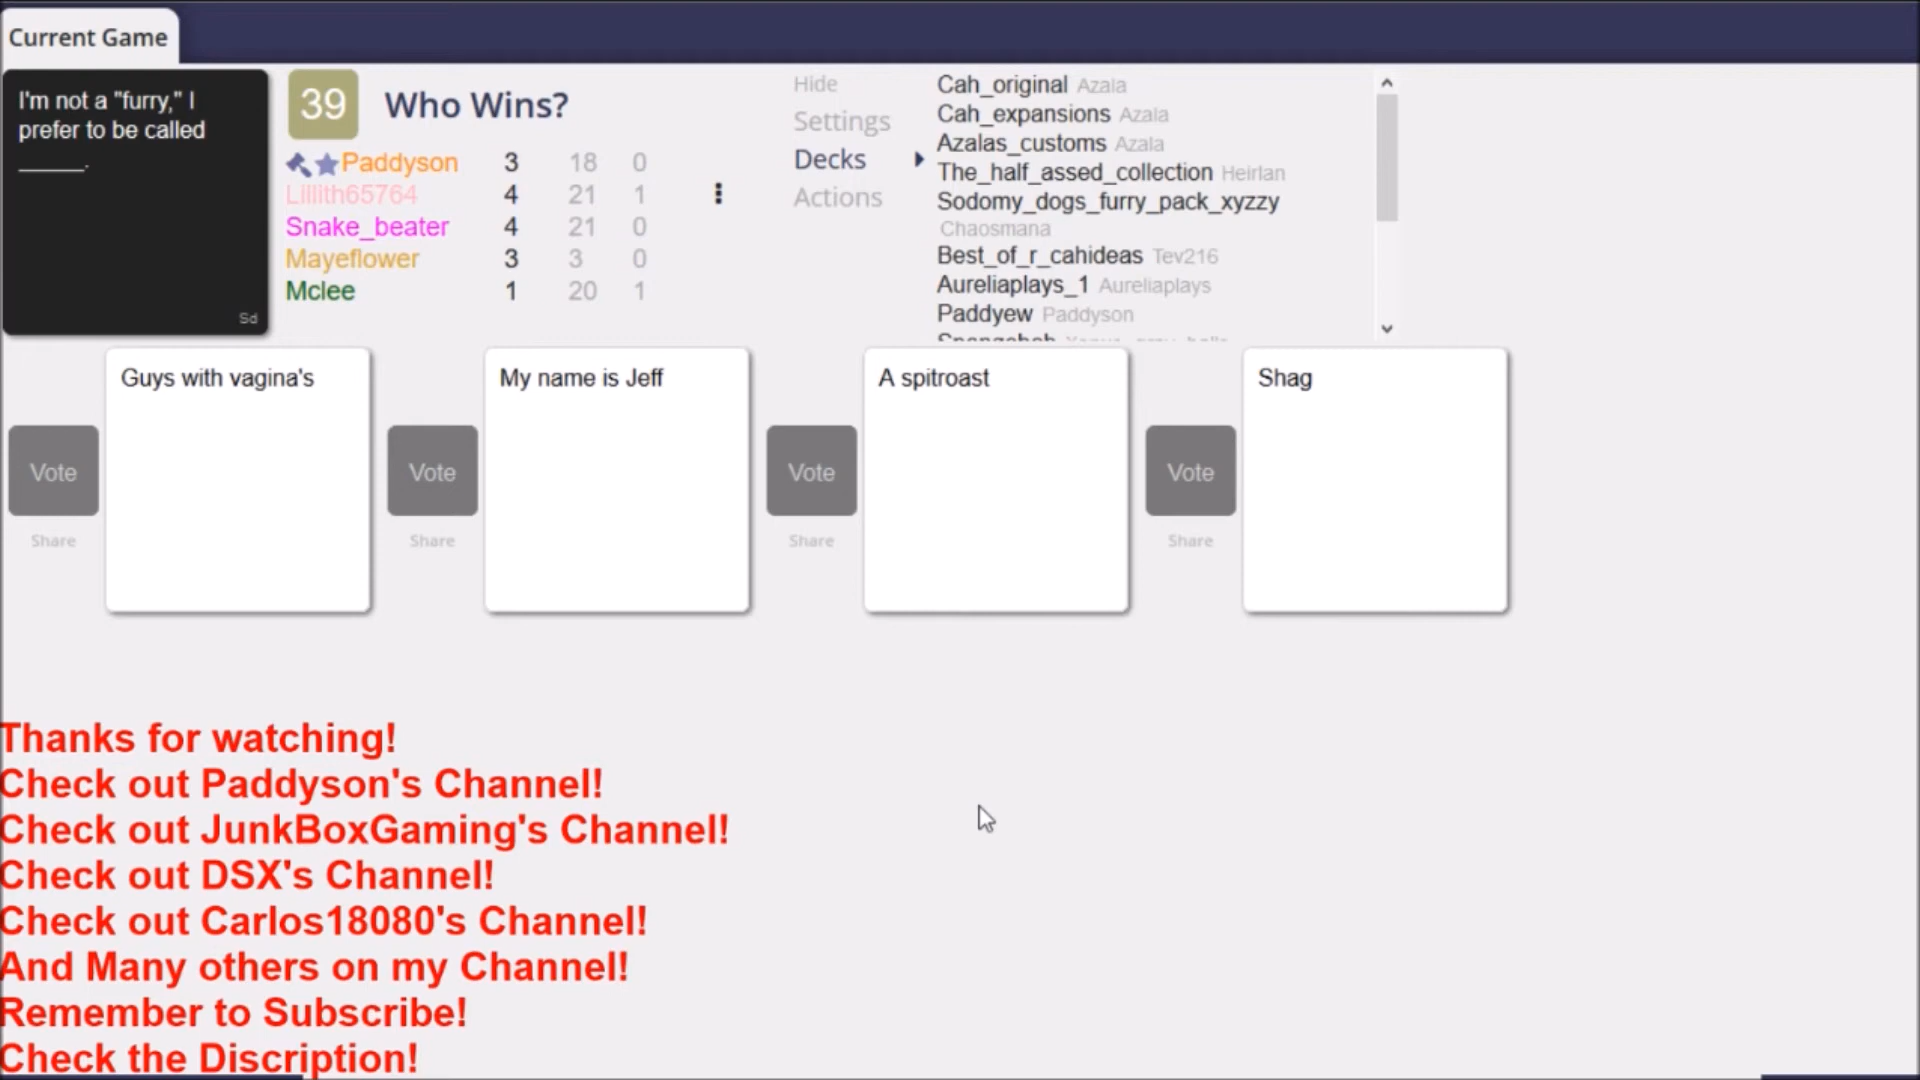 Current Game
I'm not a "furry," I
prefer to be called
_____.
Sd
39 Who Wins?
Paddyson 3 18 0
Lillith65764 4 21 1
Snake_beater 4 21 0
Mayeflower 3 3 0
Mclee 1 20 1
Hide
Settings
Decks
Actions
Cah_original Azala
Cah_expansions Azala
Azalas_customs Azala
The_half_assed_collection Heirlan
Sodomy_dogs_furry_pack_xyzzy
Chaosmana
Best_of_r_cahideas Tev216
Aureliaplays_1 Aureliaplays
Paddyew Paddyson
Guys with vagina's
Vote
Share
My name is Jeff
Vote
Share
A spitroast
Vote
Share
Shag
Vote
Share
Thanks for watching!
Check out Paddyson's Channel!
Check out JunkBoxGaming's Channel!
Check out DSX's Channel!
Check out Carlos18080's Channel!
And Many others on my Channel!
Remember to Subscribe!
Check the Discription!